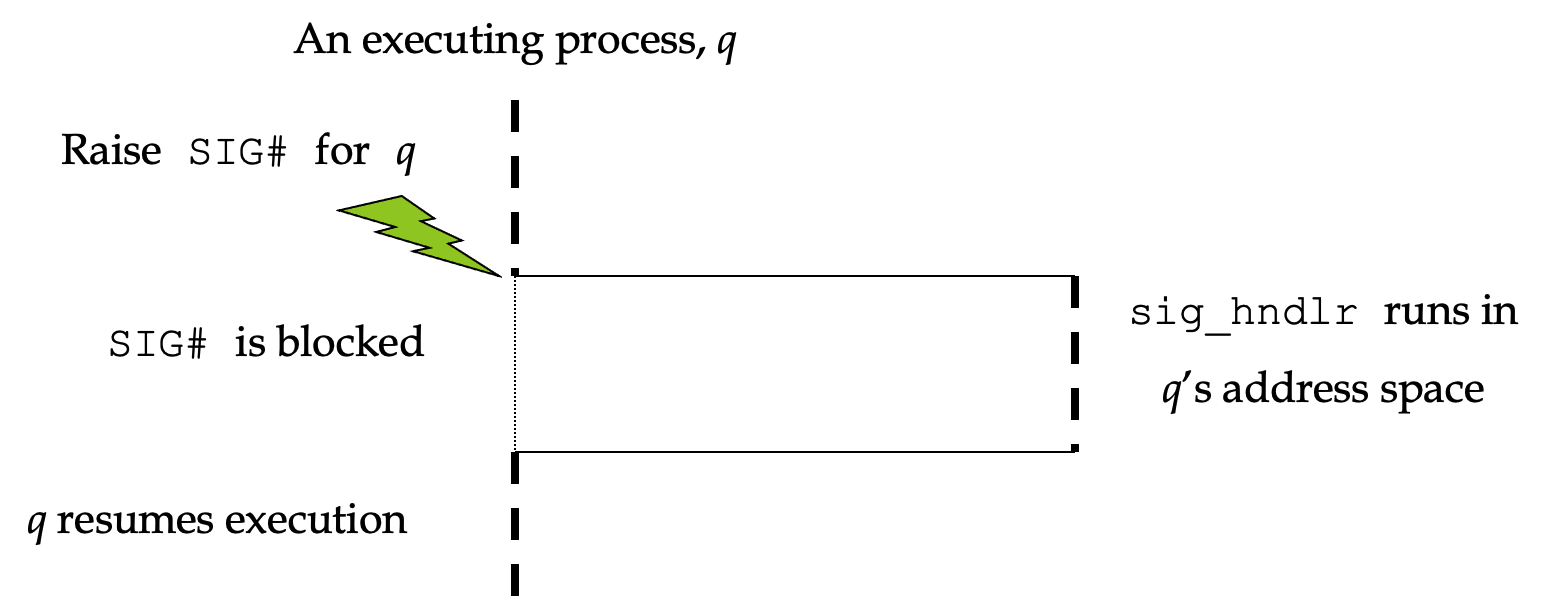 An executing process, q
Raise SIG# for q
SIG# is blocked
sig_hndlr runs in
q's address space
q resumes execution